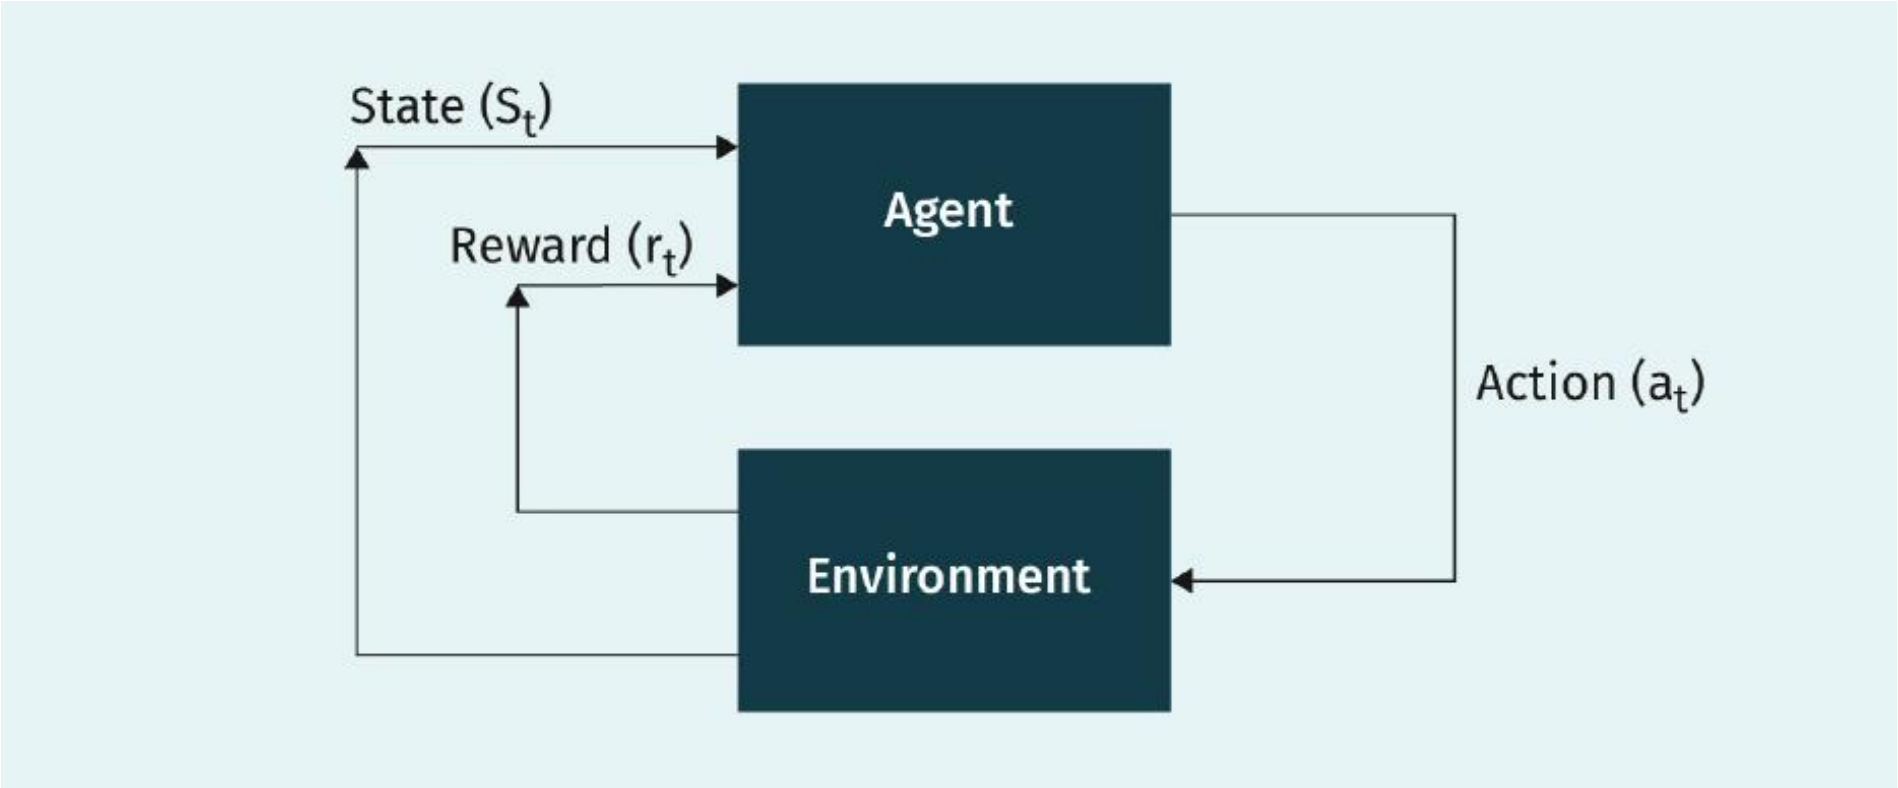 State (Sₜ)
Agent
Reward (rₜ)
Action (aₜ)
Environment